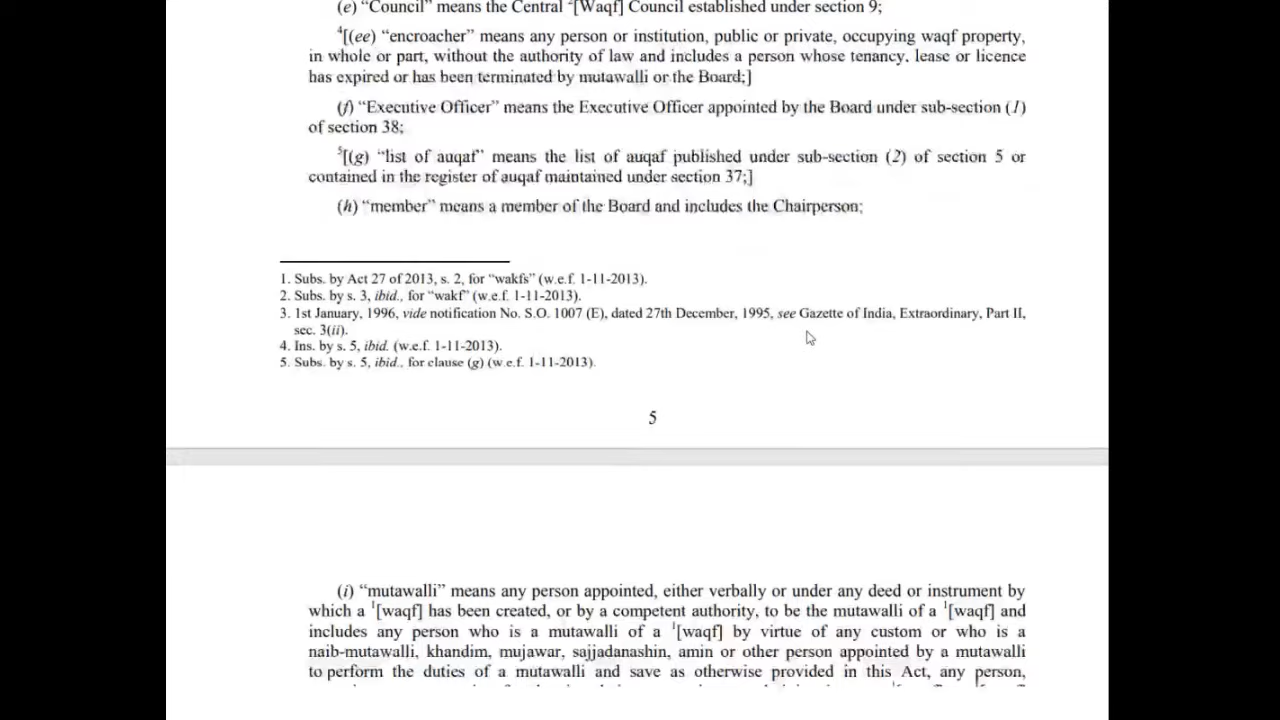 (e) “Council” means the Central 2[Waqf] Council established under section 9;
4[(ee) “encroacher” means any person or institution, public or private, occupying waqf property,
in whole or part, without the authority of law and includes a person whose tenancy, lease or licence
has expired or has been terminated by mutawalli or the Board;]
(f) “Executive Officer” means the Executive Officer appointed by the Board under sub-section (1)
of section 38;
5[(g) “list of auqaf” means the list of auqaf published under sub-section (2) of section 5 or
contained in the register of auqaf maintained under section 37;]
(h) “member” means a member of the Board and includes the Chairperson;
1. Subs. by Act 27 of 2013, s. 2, for “wakfs” (w.e.f. 1-11-2013).
2. Subs. by s. 3, ibid., for “wakf” (w.e.f. 1-11-2013).
3. 1st January, 1996, vide notification No. S.O. 1007 (E), dated 27th December, 1995, see Gazette of India, Extraordinary, Part II,
sec. 3(ii).
4. Ins. by s. 5, ibid. (w.e.f. 1-11-2013).
5. Subs. by s. 5, ibid., for clause (g) (w.e.f. 1-11-2013).
5
(i) “mutawalli” means any person appointed, either verbally or under any deed or instrument by
which a 1[waqf] has been created, or by a competent authority, to be the mutawalli of a 1[waqf] and
includes any person who is a mutawalli of a 1[waqf] by virtue of any custom or who is a
naib-mutawalli, khandim, mujawar, sajjadanashin, amin or other person appointed by a mutawalli
to perform the duties of a mutawalli and save as otherwise provided in this Act, any person,